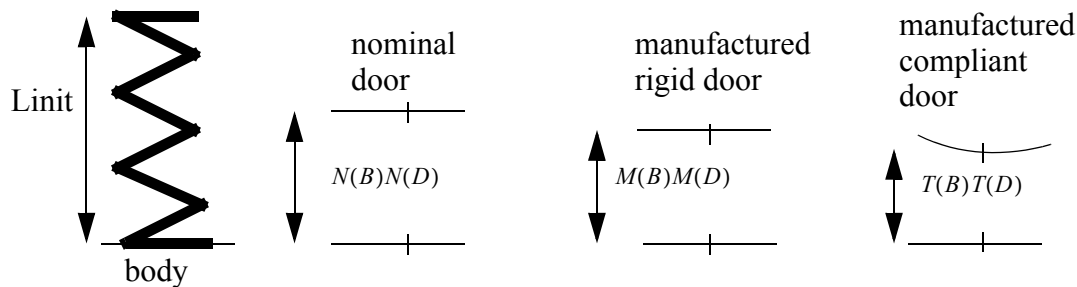 Linit
body
nominal
door
N(B)N(D)
manufactured
rigid door
M(B)M(D)
manufactured
compliant
door
T(B)T(D)